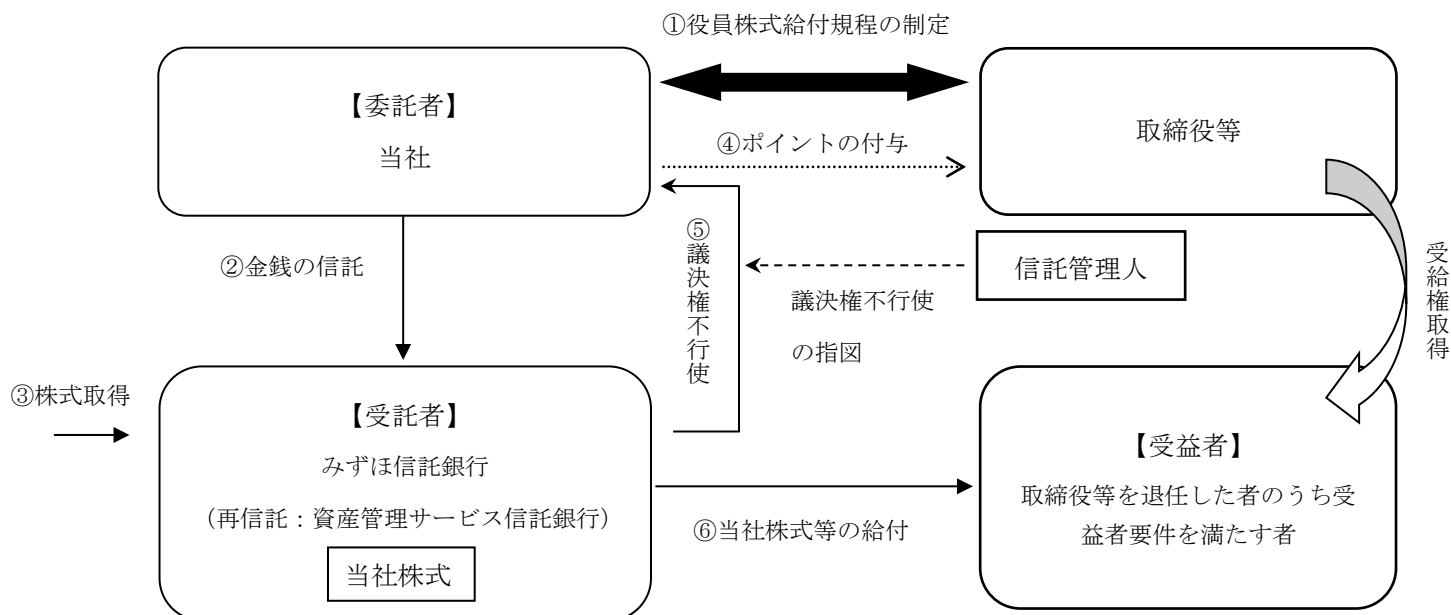 ①役員株式給付規程の制定
【委託者】
当社
取締役等
④ポイントの付与
②金銭の信託
⑤議決権不行使
信託管理人
議決権不行使
の指図
受給権取得
③株式取得
【受託者】
みずほ信託銀行
（再信託：資産管理サービス信託銀行）
当社株式
⑥当社株式等の給付
【受益者】
取締役等を退任した者のうち受
益者要件を満たす者